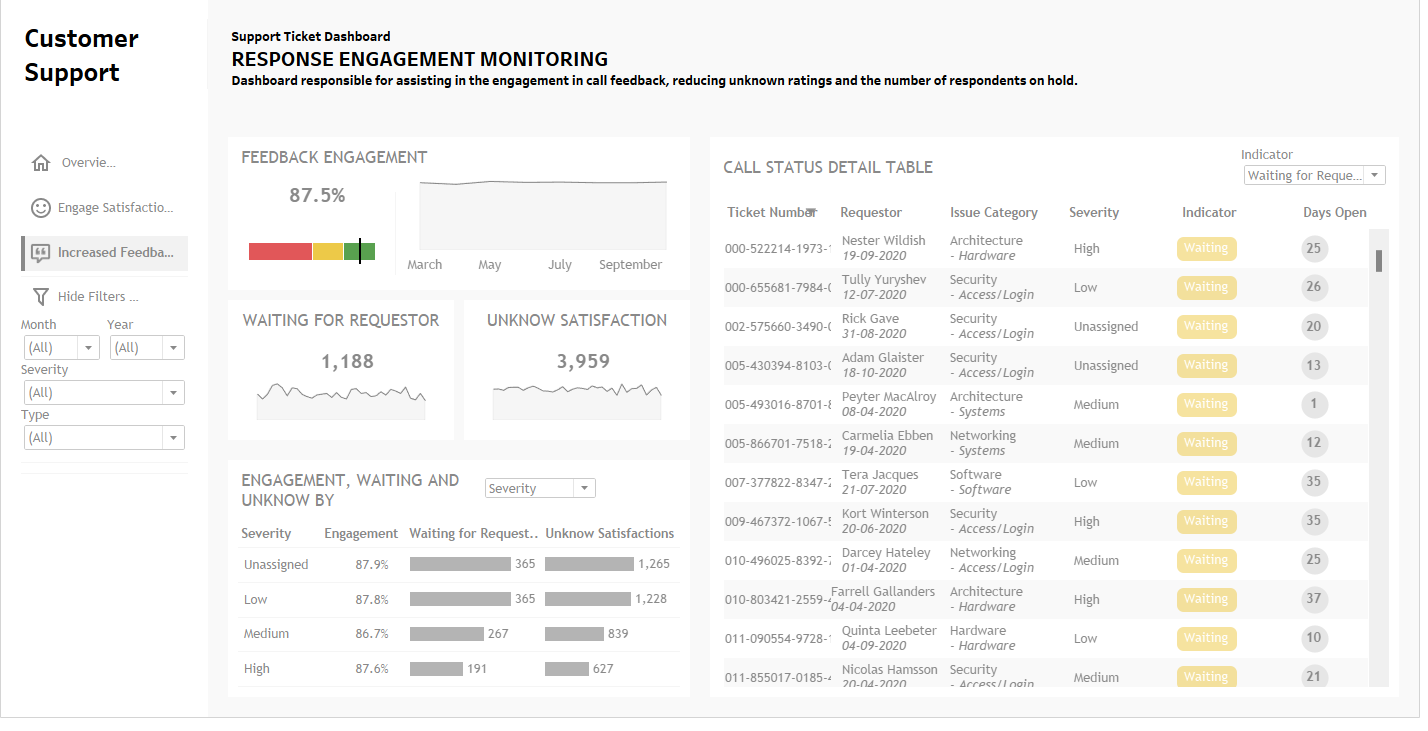 Customer
Support
Support Ticket Dashboard
RESPONSE ENGAGEMENT MONITORING
Dashboard responsible for assisting in the engagement in call feedback, reducing unknown ratings and the number of respondents on hold.
Overvie...
Engage Satisfactio...
Increased Feedba...
Hide Filters ...
Month Year
(All) (All)
Severity
(All)
Type
(All)
FEEDBACK ENGAGEMENT
87.5%
March May July September
WAITING FOR REQUESTOR
1,188
UNKNOW SATISFACTION
3,959
ENGAGEMENT, WAITING AND
UNKNOW BY
Severity
Severity Engagement Waiting for Request.. Unknow Satisfactions
Unassigned 87.9% 365 1,265
Low 87.8% 365 1,228
Medium 86.7% 267 839
High 87.6% 191 627
CALL STATUS DETAIL TABLE
Indicator
Waiting for Reque...
Ticket Number Requestor Issue Category Severity Indicator Days Open
000-522214-1973- Nester Wildish Architecture High Waiting 25
19-09-2020 - Hardware
000-655681-7984- Tully Yuryshev Security Low Waiting 26
12-07-2020 - Access/Login
002-575660-3490- Rick Gave Security Unassigned Waiting 20
31-08-2020 - Access/Login
005-430394-8103- Adam Glaister Security Unassigned Waiting 13
18-10-2020 - Access/Login
005-493016-8701- Peyter MacAlroy Architecture Medium Waiting 1
08-04-2020 - Systems
005-866701-7518- Carmelia Ebben Networking Medium Waiting 12
19-04-2020 - Systems
007-377822-8347- Tera Jacques Software Low Waiting 35
21-07-2020 - Software
009-467372-1067- Kort Winterson Security High Waiting 35
20-06-2020 - Access/Login
010-496025-8392- Darcey Hateley Networking Medium Waiting 25
01-04-2020 - Access/Login
010-803421-2559- Farrell Gallanders Architecture High Waiting 37
04-04-2020 - Hardware
011-090554-9728- Quinta Leebeter Hardware Low Waiting 10
04-09-2020 - Hardware
011-855017-0185- Nicolas Hamsson Security Medium Waiting 21
20-04-2020 - Access/Login